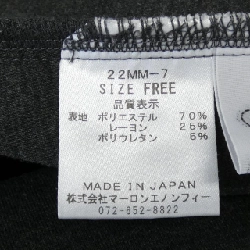 22MM-7
SIZE FREE
品質表示
表地 ポリエステル 70%
レーヨン 25%
ポリウレタン 5%
MADE IN JAPAN
株式会社マーロンエノンフィー
072-652-8822